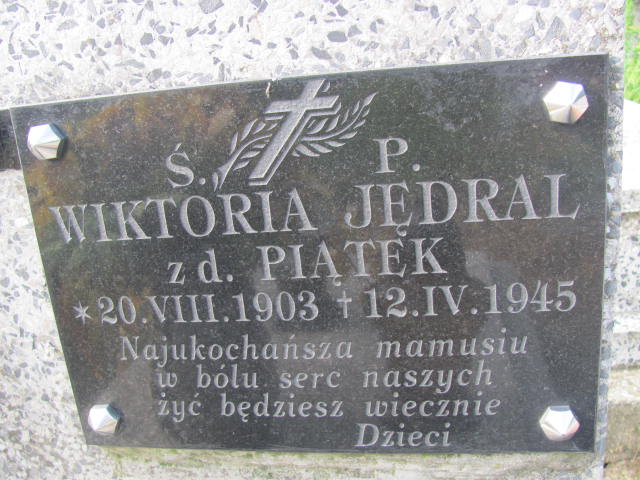 Ś. P.
WIKTORIA JĘDRAL
z d. PIĄTEK
* 20.VIII.1903 † 12.IV.1945
Najukochańsza mamusiu
w bólu serc naszych
żyć będziesz wiecznie
Dzieci